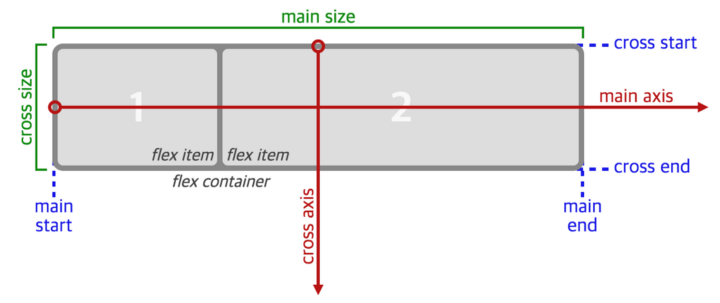 main size
cross start
cross size
1
2
main axis
flex item
flex item
cross end
flex container
cross axis
main
start
main
end